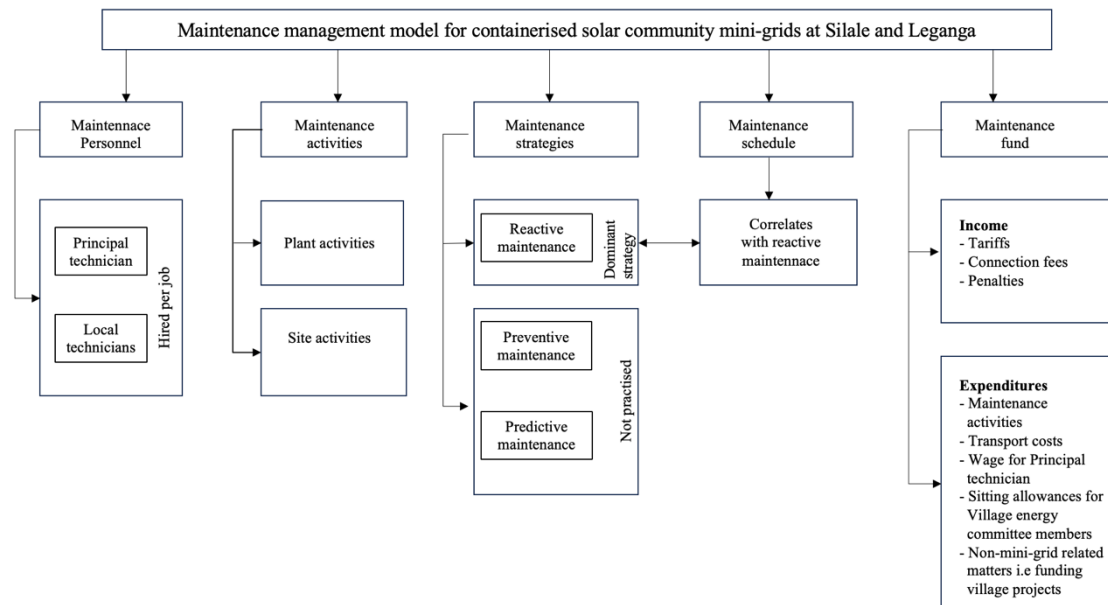 Maintenance management model for containerised solar community mini-grids at Silale and Leganga
Maintennace
Personnel
Principal
technician
Local
technicians
Hired per job
Maintenance
activities
Plant activities
Site activities
Maintenance
strategies
Reactive
maintenance
Dominant
strategy
Preventive
maintenance
Predictive
maintenance
Not practised
Maintenance
schedule
Correlates
with reactive
maintennace
Maintenance
fund
Income
- Tariffs
- Connection fees
- Penalties
Expenditures
- Maintenance
activities
- Transport costs
- Wage for Principal
technician
- Sitting allowances for
Village energy
committee members
- Non-mini-grid related
matters i.e funding
village projects